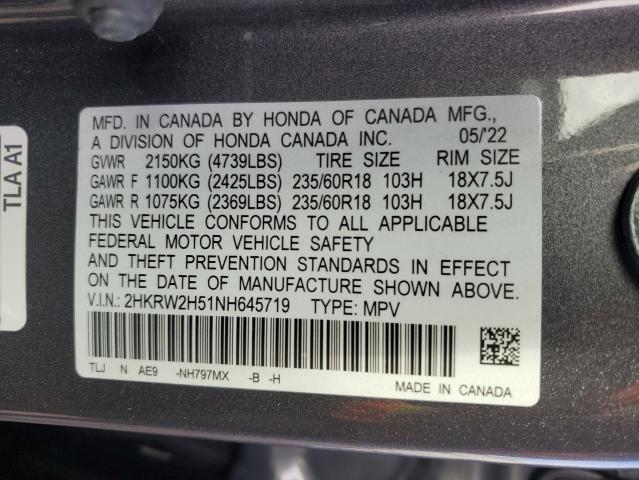 TLA A1
MFD. IN CANADA BY HONDA OF CANADA MFG.,
A DIVISION OF HONDA CANADA INC. 05/'22
GVWR 2150KG (4739LBS) TIRE SIZE RIM SIZE
GAWR F 1100KG (2425LBS) 235/60R18 103H 18X7.5J
GAWR R 1075KG (2369LBS) 235/60R18 103H 18X7.5J
THIS VEHICLE CONFORMS TO ALL APPLICABLE
FEDERAL MOTOR VEHICLE SAFETY
AND THEFT PREVENTION STANDARDS IN EFFECT
ON THE DATE OF MANUFACTURE SHOWN ABOVE.
V.I.N.: 2HKRW2H51NH645719 TYPE: MPV
TLJ N AE9 -NH797MX -B -H
MADE IN CANADA